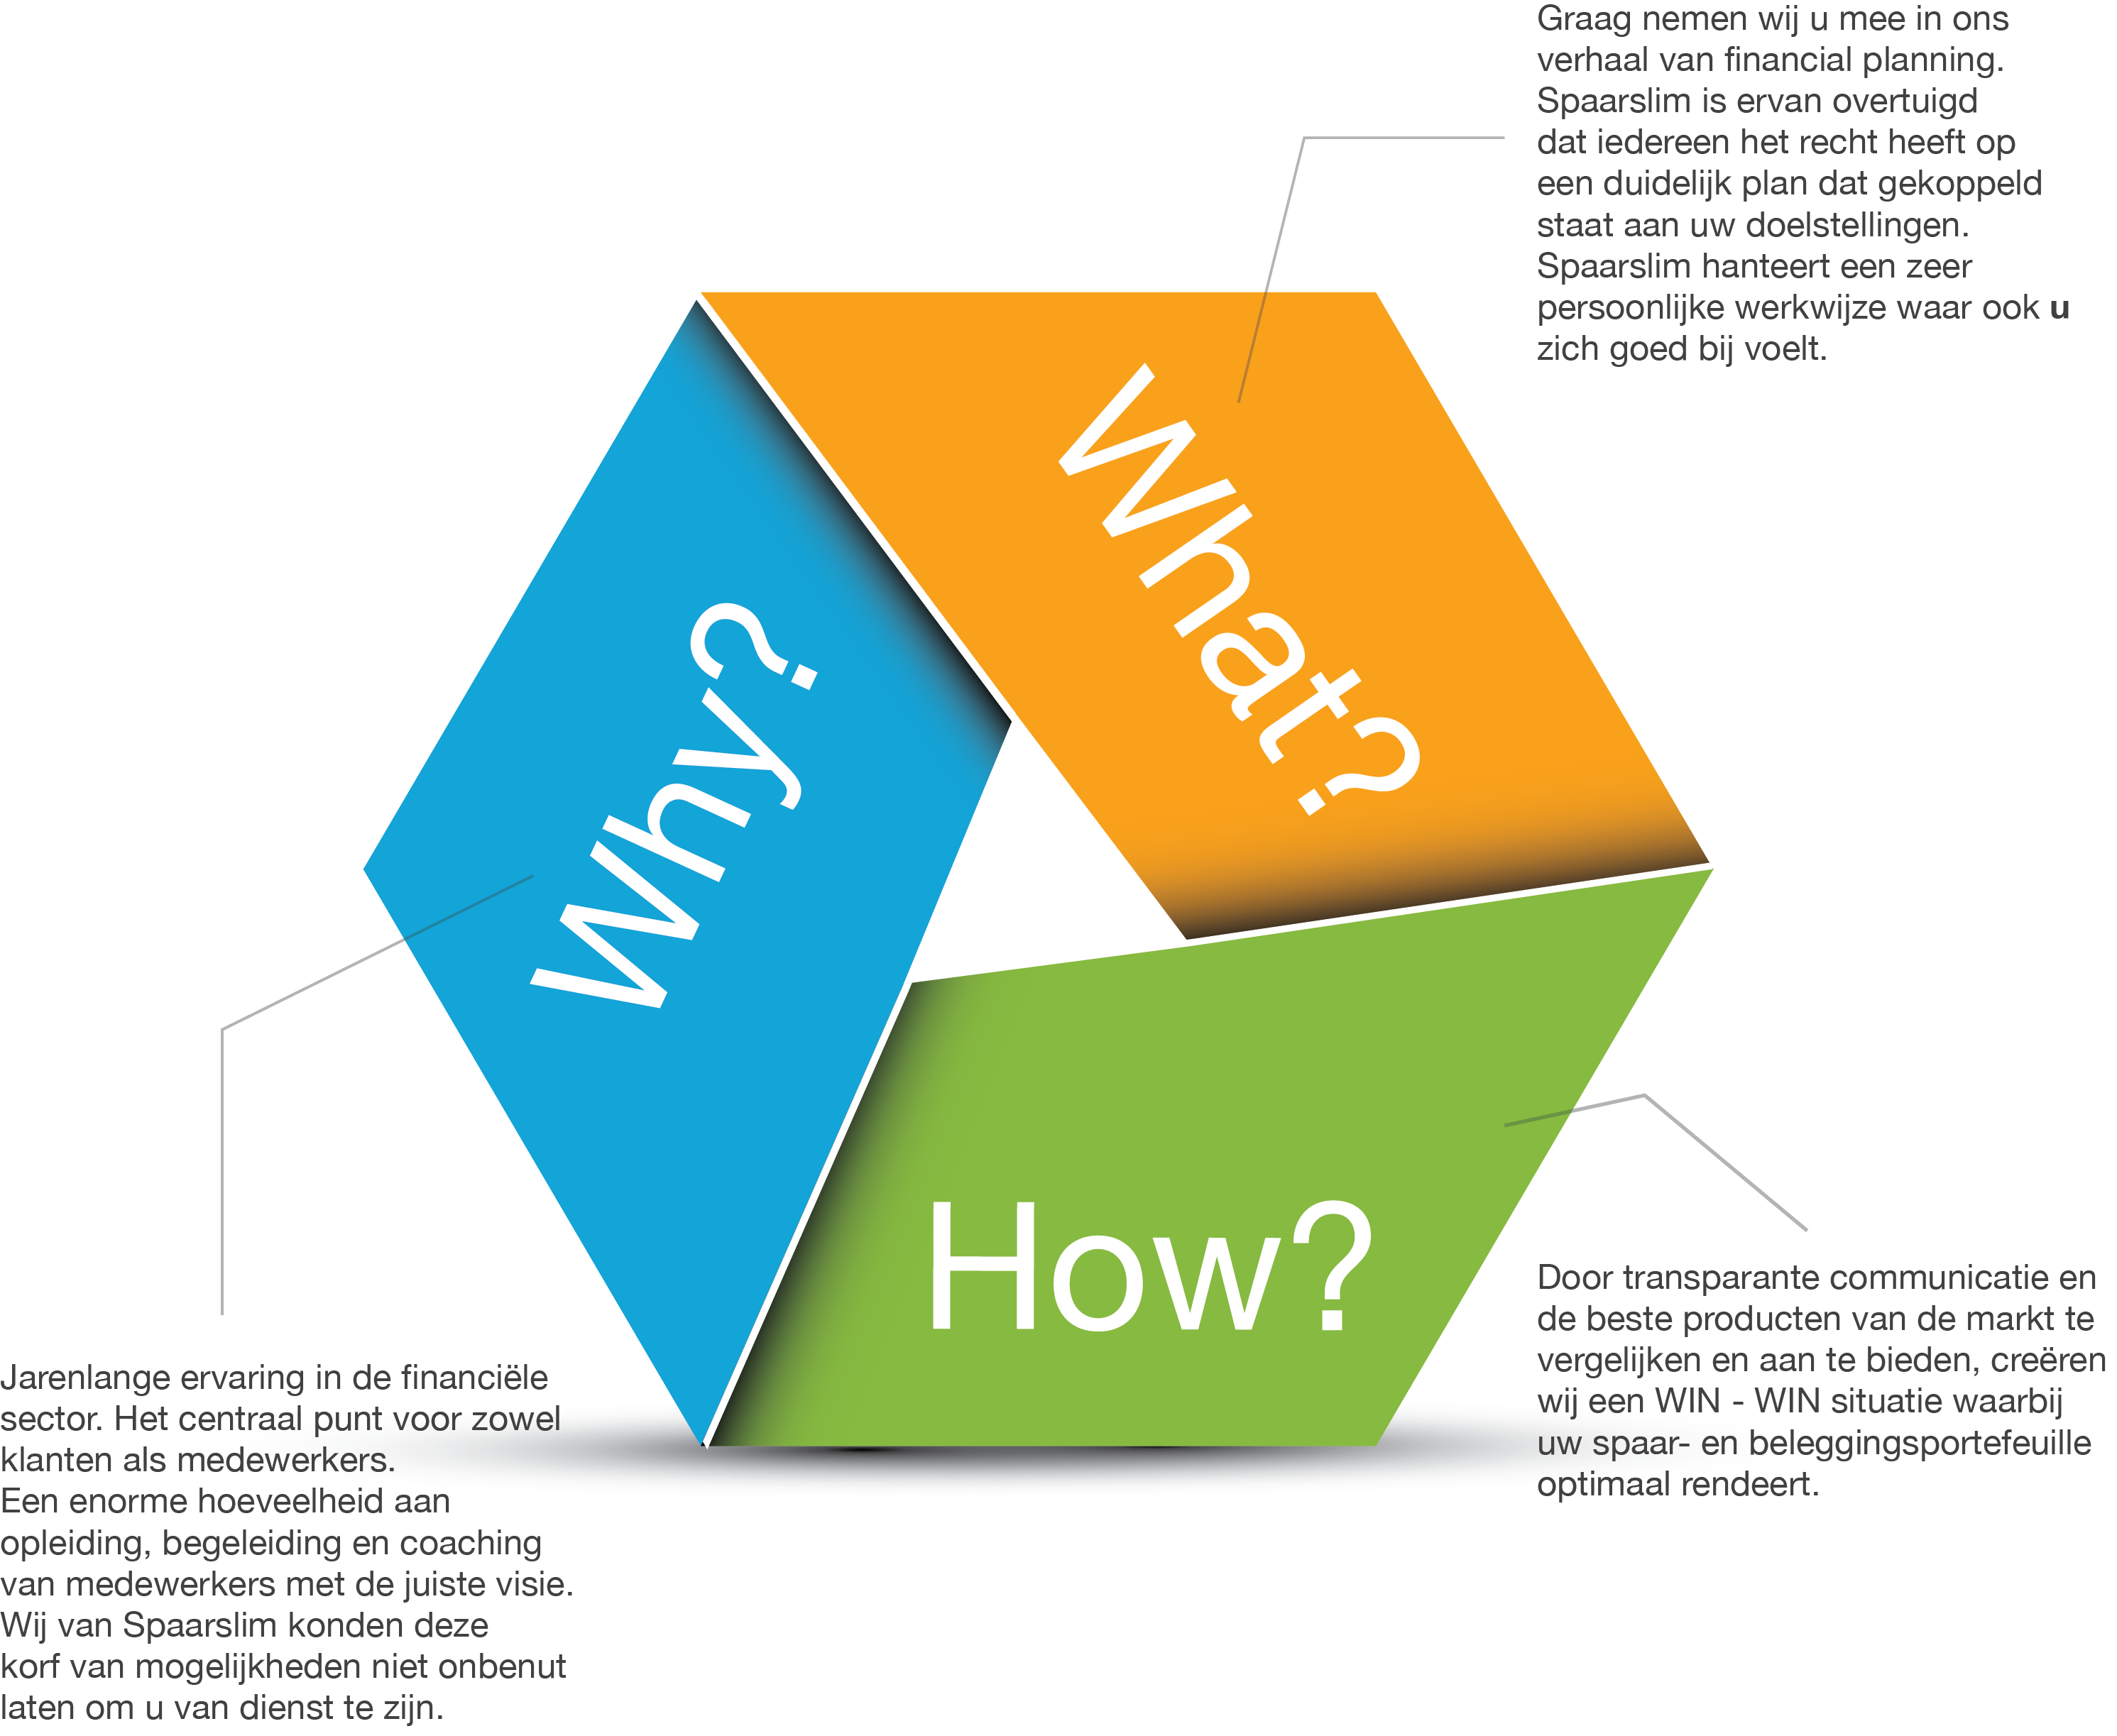 Graag nemen wij u mee in ons
verhaal van financial planning.
Spaarslim is ervan overtuigd
dat iedereen het recht heeft op
een duidelijk plan dat gekoppeld
staat aan uw doelstellingen.
Spaarslim hanteert een zeer
persoonlijke werkwijze waar ook u
zich goed bij voelt.
What?
Why?
How?
Door transparante communicatie en
de beste producten van de markt te
vergelijken en aan te bieden, creëren
wij een WIN - WIN situatie waarbij
uw spaar- en beleggingsportefeuille
optimaal rendeert.
Jarenlange ervaring in de financiële
sector. Het centraal punt voor zowel
klanten als medewerkers.
Een enorme hoeveelheid aan
opleiding, begeleiding en coaching
van medewerkers met de juiste visie.
Wij van Spaarslim konden deze
korf van mogelijkheden niet onbenut
laten om u van dienst te zijn.